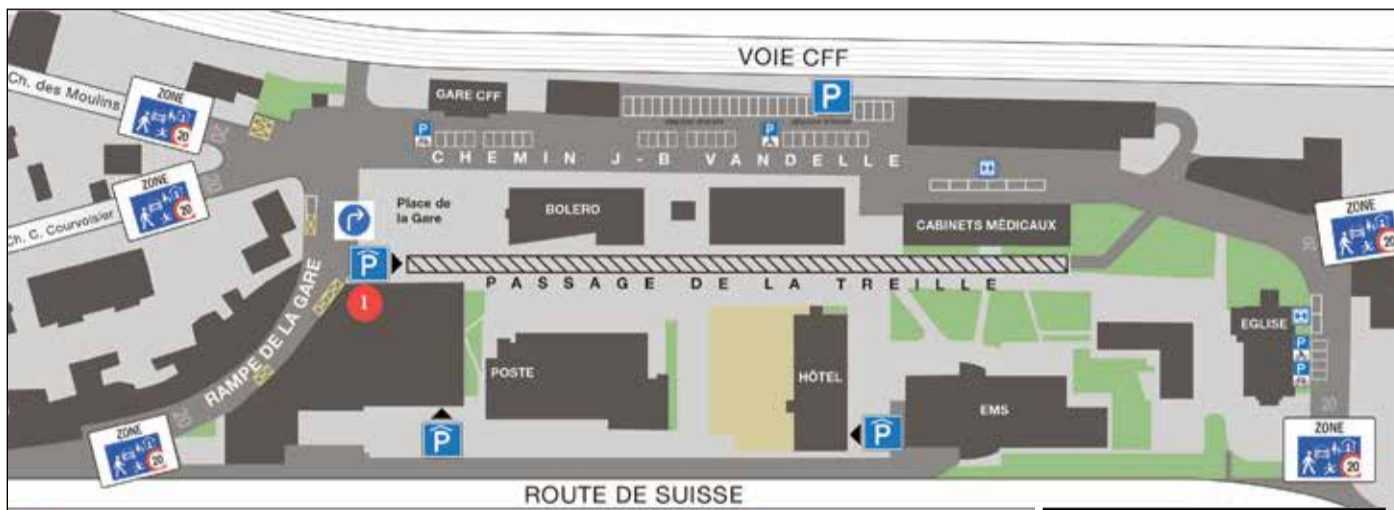 VOIE CFF
Ch. des Moulins
ZONE
20
GARE CFF
P
P
P
CHEMIN J-B VANDELLE
Ch. C. Courvoisier
ZONE
20
Place de
la Gare
BOLERO
CABINETS MÉDICAUX
ZONE
20
P
PASSAGE DE LA TREILLE
I
RAMPE DE LA GARE
POSTE
HÔTEL
EGLISE
P
P
EMS
20
ZONE
20
P
P
ZONE
20
ROUTE DE SUISSE